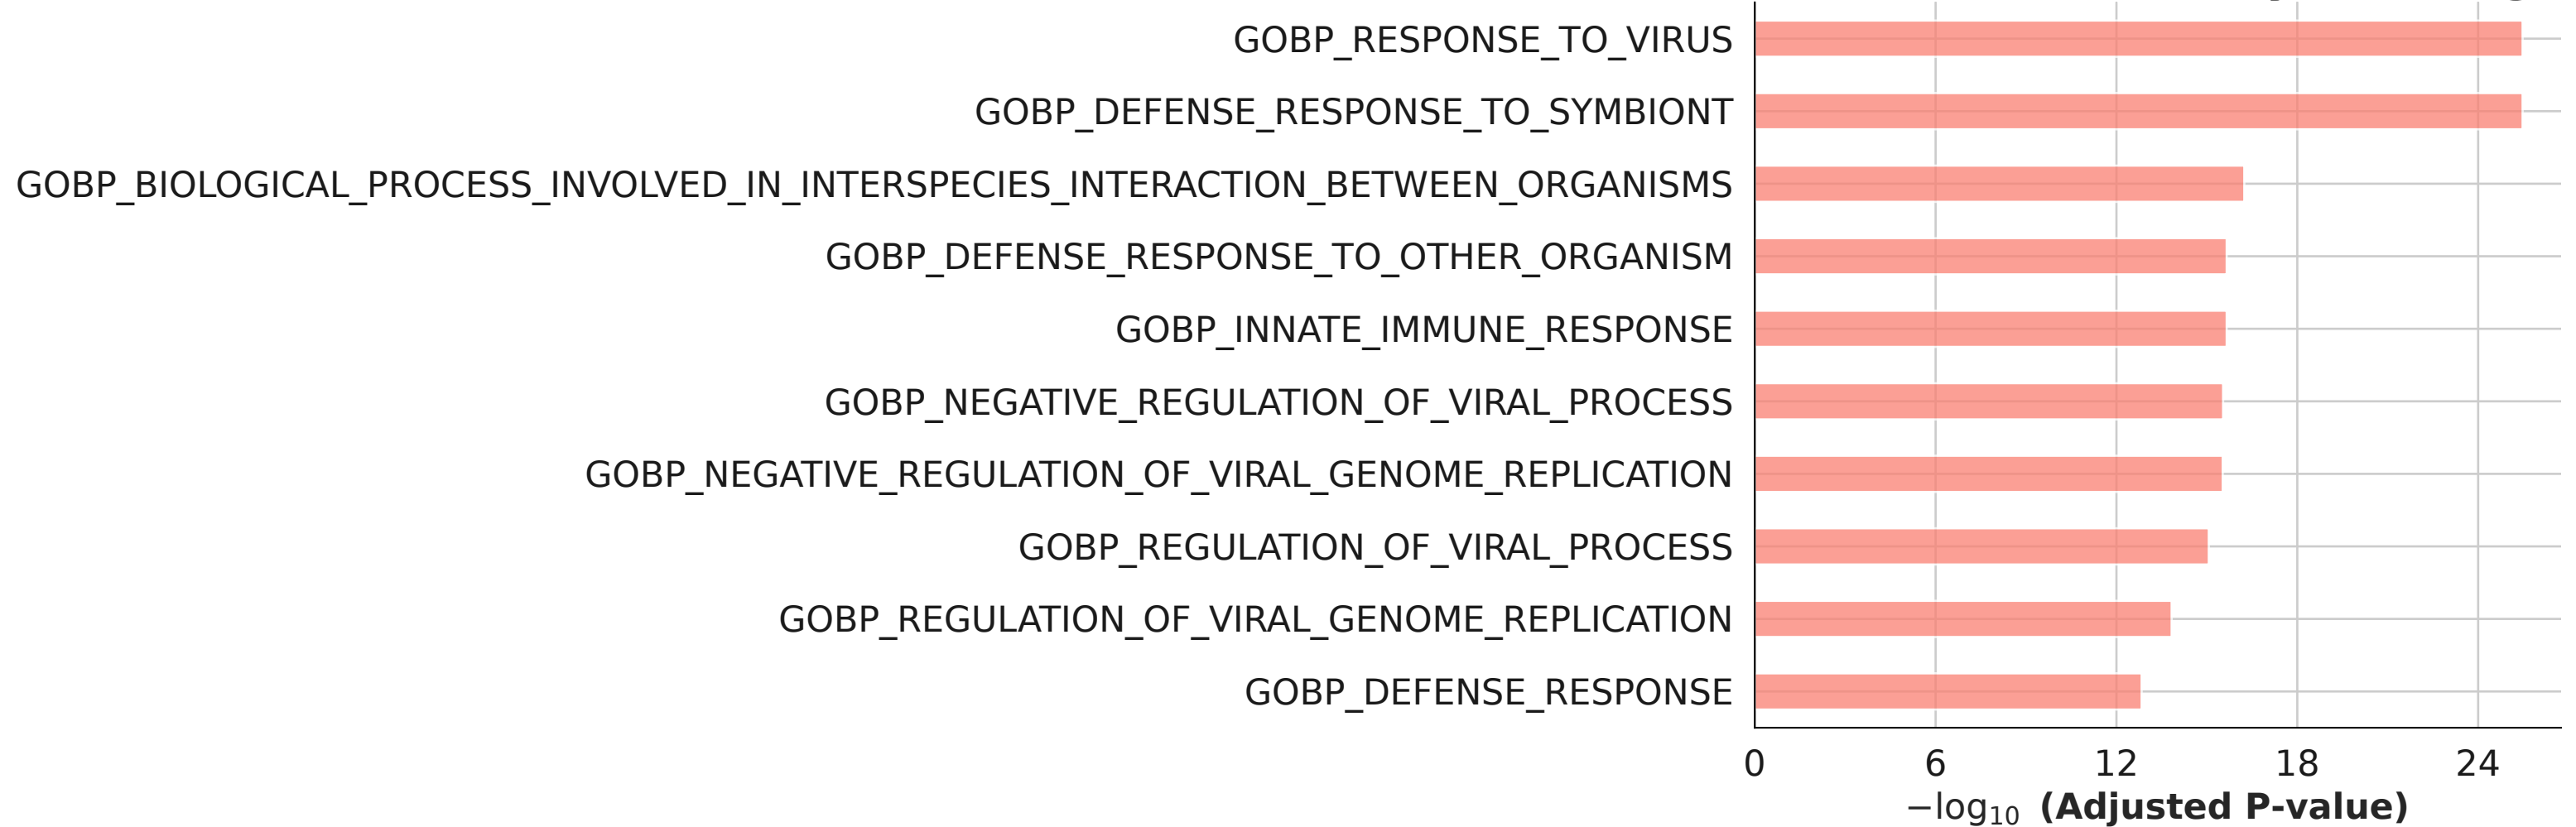 GOBP_RESPONSE_TO_VIRUS
GOBP_DEFENSE_RESPONSE_TO_SYMBIONT
GOBP_BIOLOGICAL_PROCESS_INVOLVED_IN_INTERSPECIES_INTERACTION_BETWEEN_ORGANISMS
GOBP_DEFENSE_RESPONSE_TO_OTHER_ORGANISM
GOBP_INNATE_IMMUNE_RESPONSE
GOBP_NEGATIVE_REGULATION_OF_VIRAL_PROCESS
GOBP_NEGATIVE_REGULATION_OF_VIRAL_GENOME_REPLICATION
GOBP_REGULATION_OF_VIRAL_PROCESS
GOBP_REGULATION_OF_VIRAL_GENOME_REPLICATION
GOBP_DEFENSE_RESPONSE
0 6 12 18 24
−log₁₀ (Adjusted P-value)